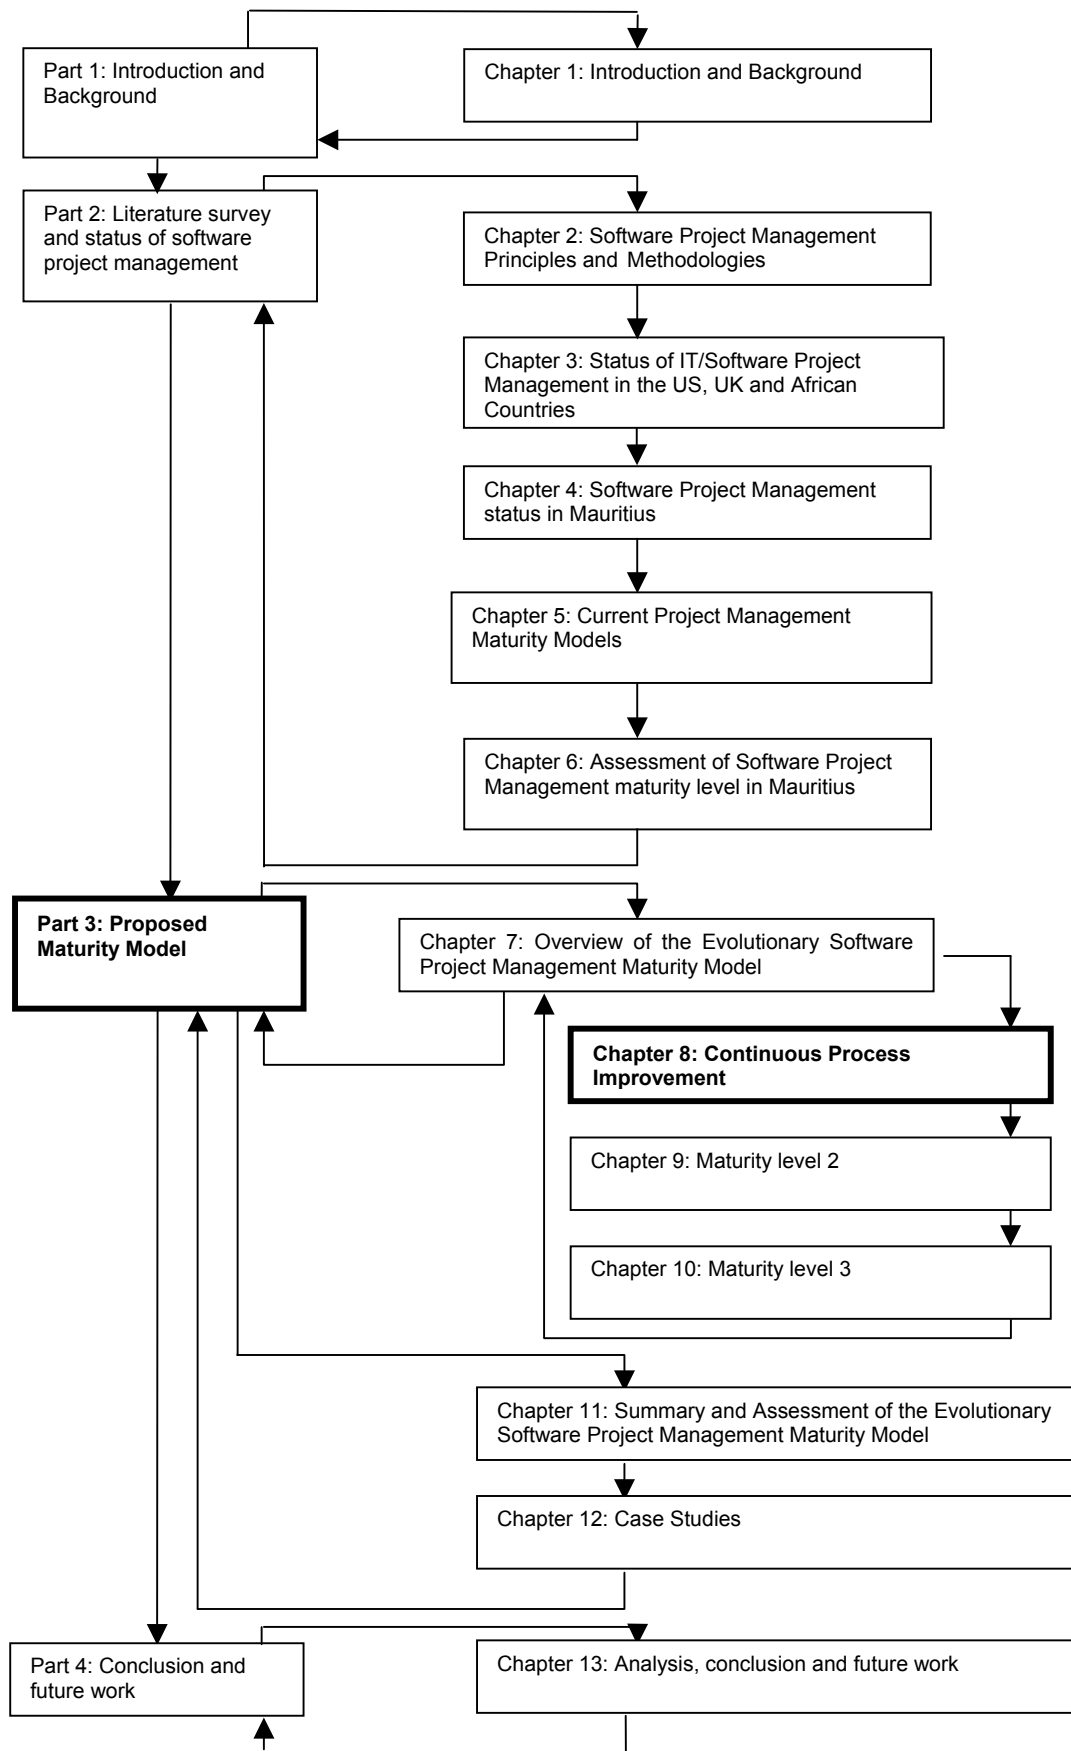 Part 1: Introduction and
Background
Chapter 1: Introduction and Background
Part 2: Literature survey
and status of software
project management
Chapter 2: Software Project Management
Principles and Methodologies
Chapter 3: Status of IT/Software Project
Management in the US, UK and African
Countries
Chapter 4: Software Project Management
status in Mauritius
Chapter 5: Current Project Management
Maturity Models
Chapter 6: Assessment of Software Project
Management maturity level in Mauritius
Part 3: Proposed
Maturity Model
Chapter 7: Overview of the Evolutionary Software
Project Management Maturity Model
Chapter 8: Continuous Process
Improvement
Chapter 9: Maturity level 2
Chapter 10: Maturity level 3
Chapter 11: Summary and Assessment of the Evolutionary
Software Project Management Maturity Model
Chapter 12: Case Studies
Part 4: Conclusion and
future work
Chapter 13: Analysis, conclusion and future work